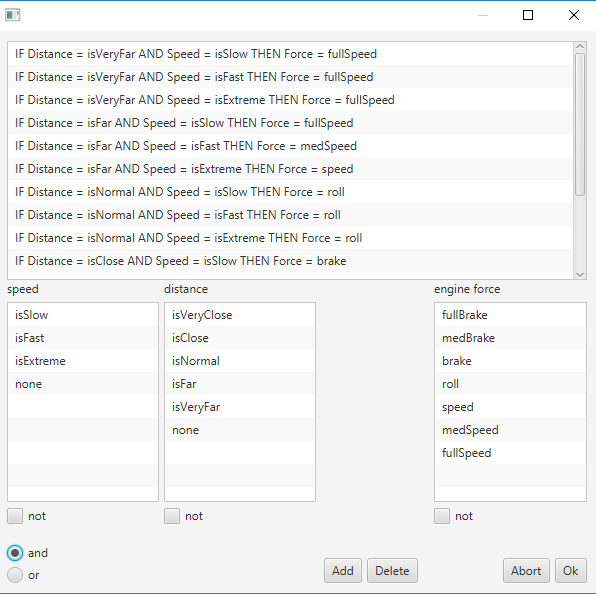 IF Distance = isVeryFar AND Speed = isSlow THEN Force = fullSpeed
IF Distance = isVeryFar AND Speed = isFast THEN Force = fullSpeed
IF Distance = isVeryFar AND Speed = isExtreme THEN Force = fullSpeed
IF Distance = isFar AND Speed = isSlow THEN Force = fullSpeed
IF Distance = isFar AND Speed = isFast THEN Force = medSpeed
IF Distance = isFar AND Speed = isExtreme THEN Force = speed
IF Distance = isNormal AND Speed = isSlow THEN Force = roll
IF Distance = isNormal AND Speed = isFast THEN Force = roll
IF Distance = isNormal AND Speed = isExtreme THEN Force = roll
IF Distance = isClose AND Speed = isSlow THEN Force = brake
speed
isSlow
isFast
isExtreme
none
not
distance
isVeryClose
isClose
isNormal
isFar
isVeryFar
none
not
engine force
fullBrake
medBrake
brake
roll
speed
medSpeed
fullSpeed
not
and
or
Add
Delete
Abort
Ok